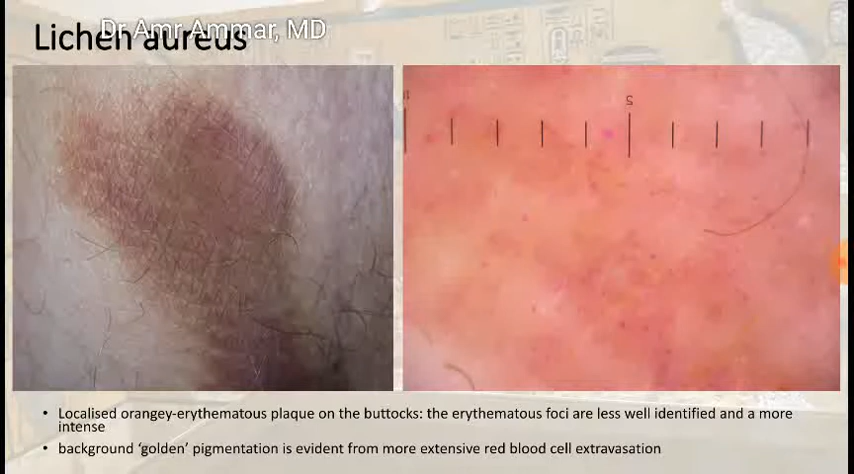 Dr Amr Ammar, MD
Lichen aureus
5
• Localised orangey-erythematous plaque on the buttocks: the erythematous foci are less well identified and a more
intense
• background ‘golden’ pigmentation is evident from more extensive red blood cell extravasation